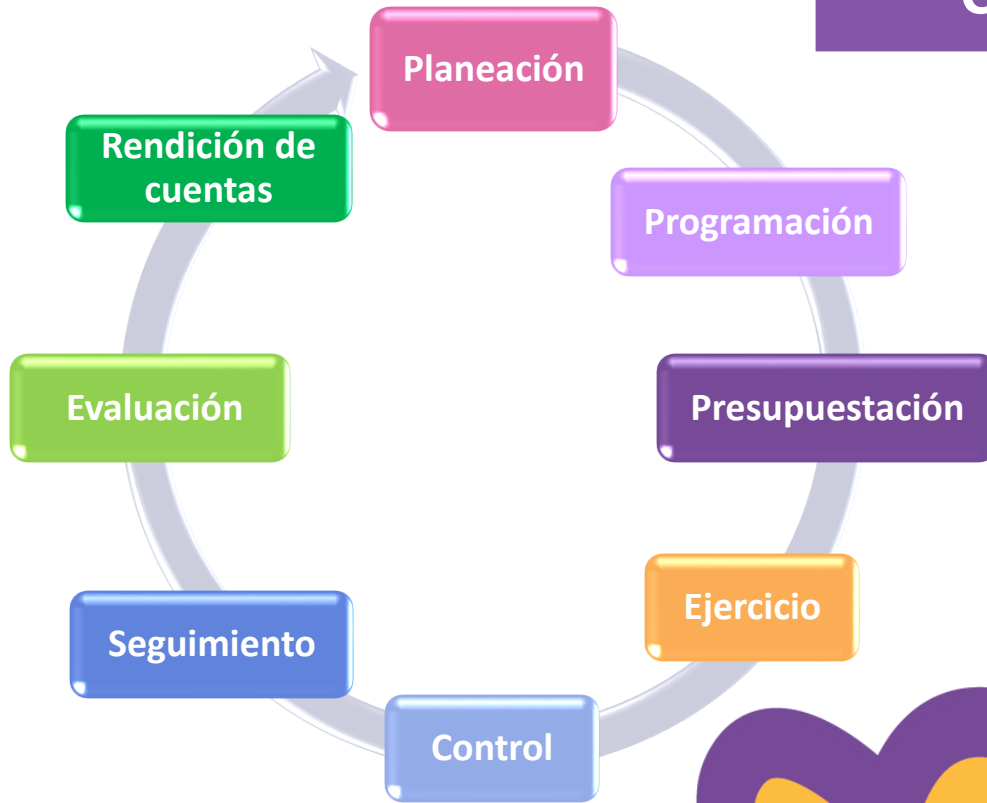 Planeación
Programación
Presupuestación
Ejercicio
Control
Seguimiento
Evaluación
Rendición de
cuentas